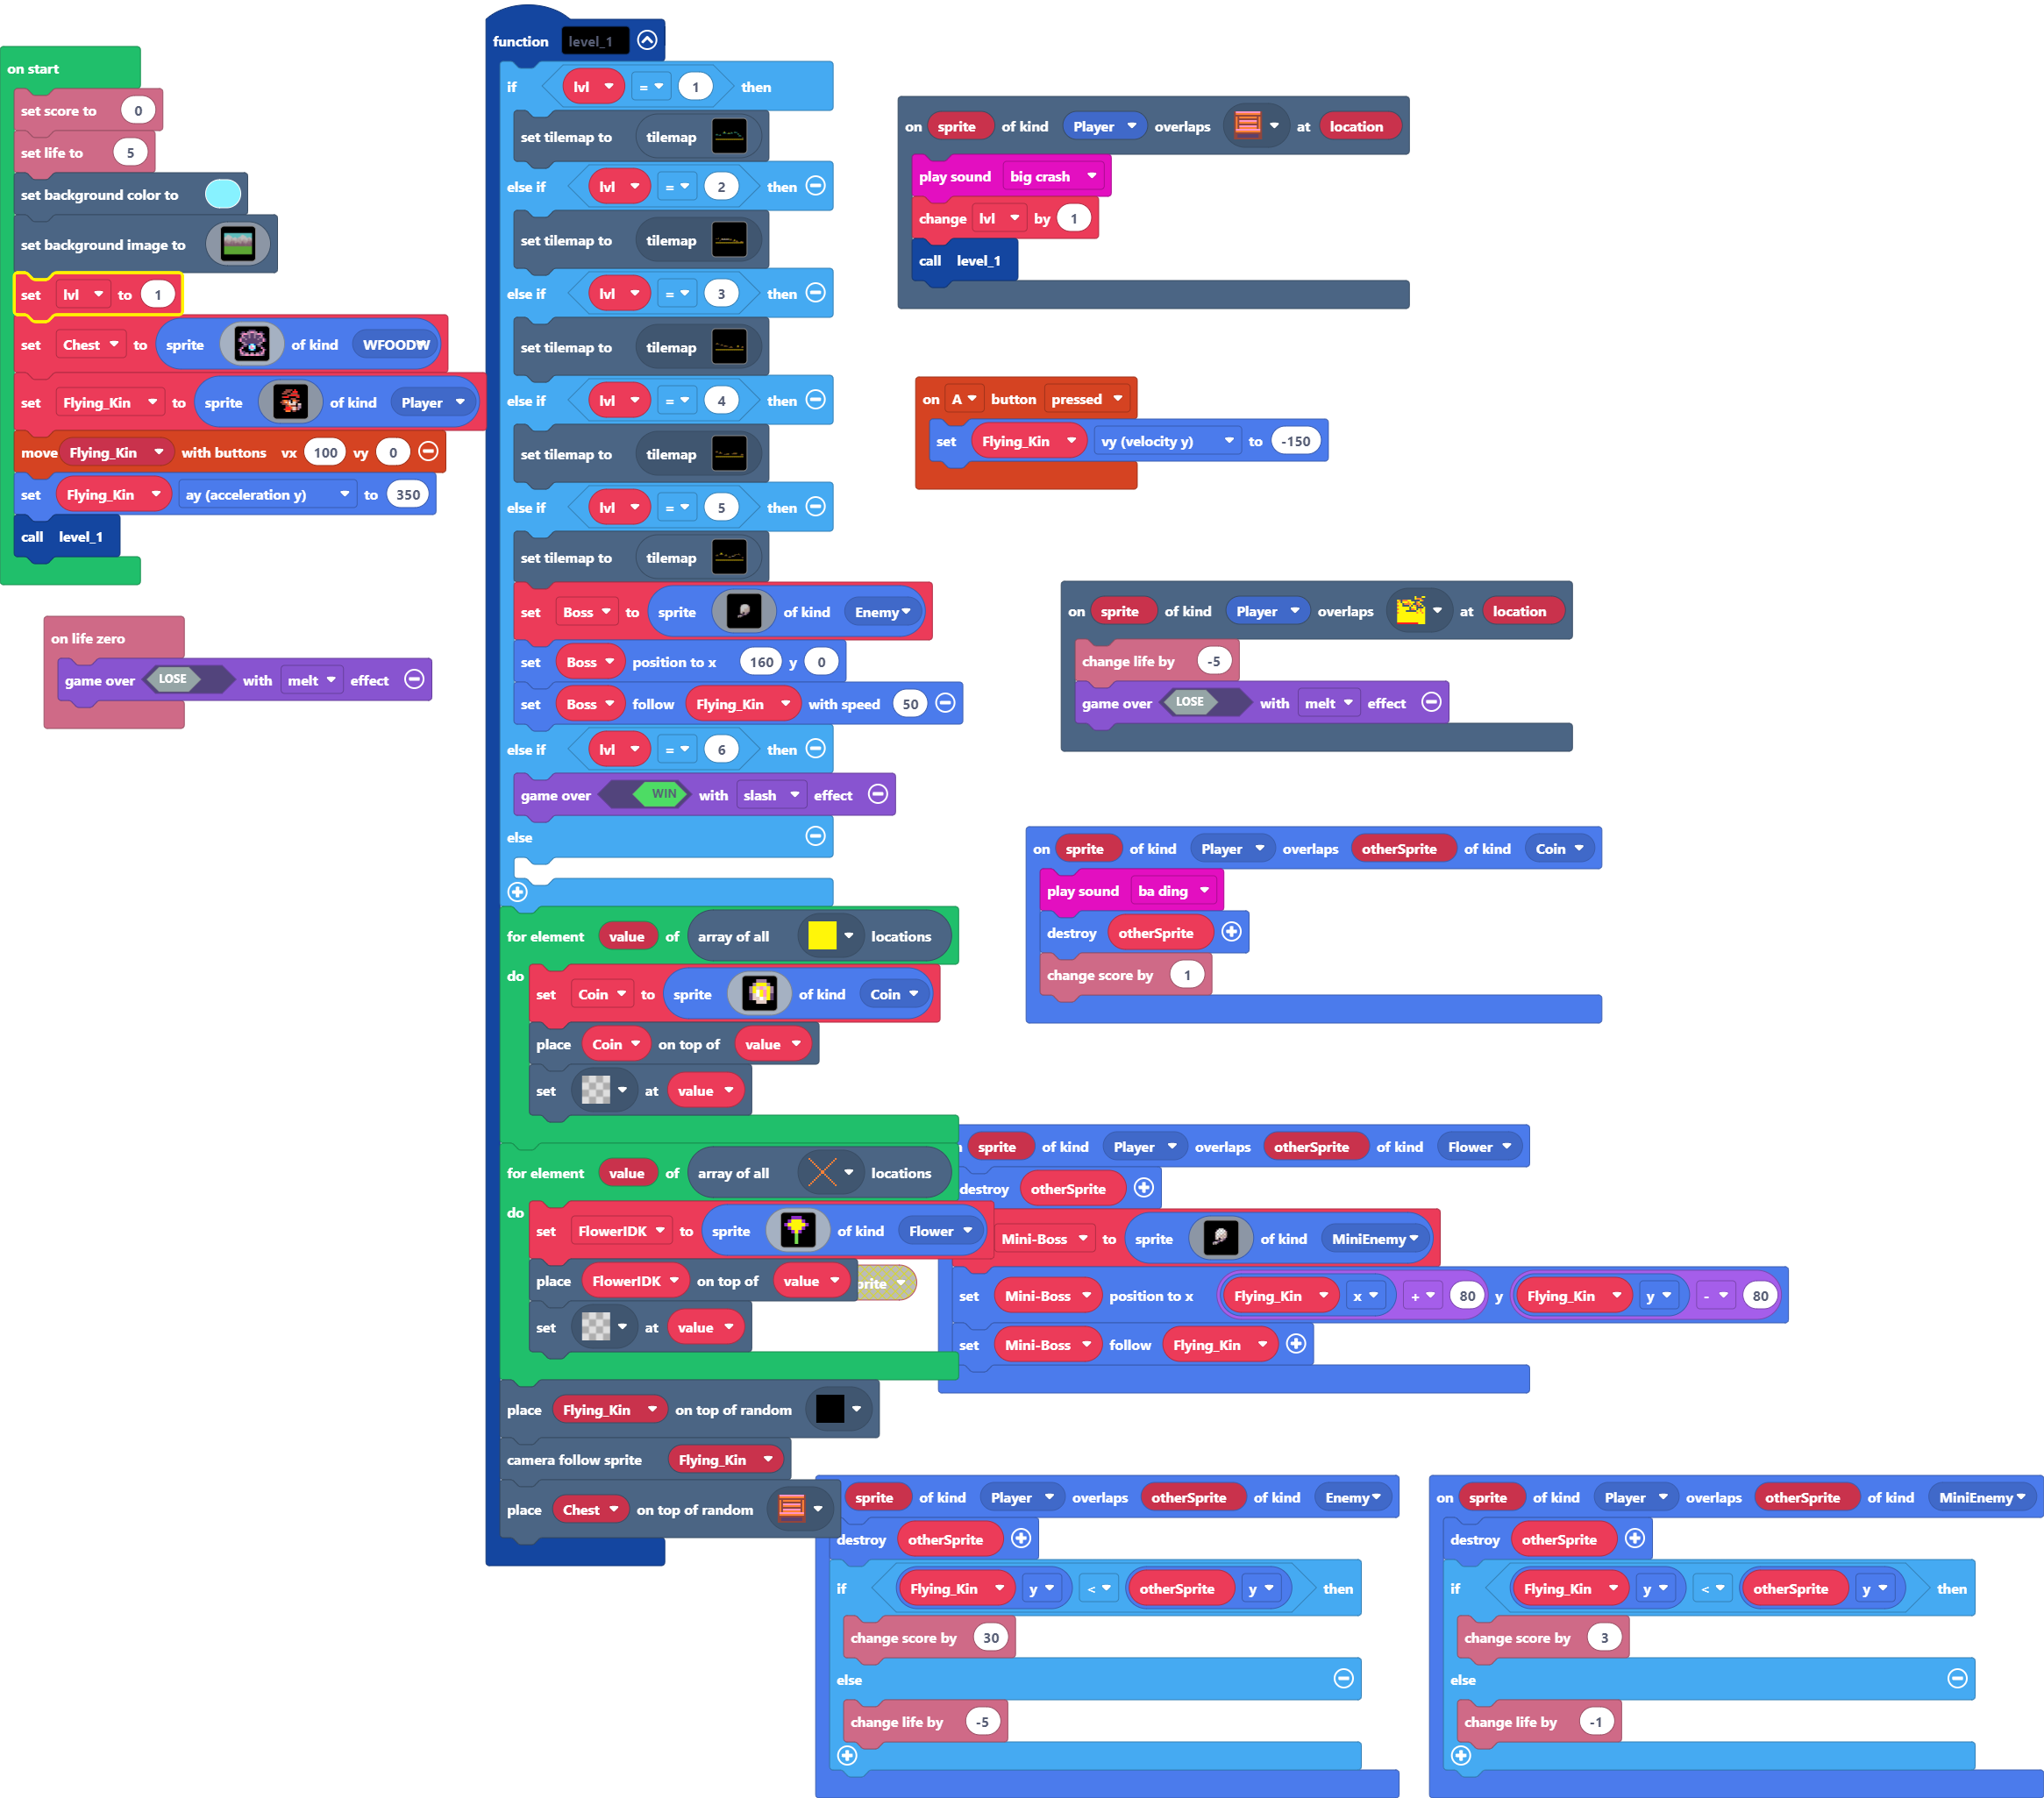 on start
set score to 0
set life to 5
set background color to
set background image to
set lvl to 1
set Chest to sprite of kind WFOODW
set Flying_Kin to sprite of kind Player
move Flying_Kin with buttons vx 100 vy 0
set Flying_Kin ay (acceleration y) to 350
call level_1
on life zero
game over LOSE with melt effect
function level_1
if lvl = 1 then
set tilemap to tilemap
else if lvl = 2 then
set tilemap to tilemap
else if lvl = 3 then
set tilemap to tilemap
else if lvl = 4 then
set tilemap to tilemap
else if lvl = 5 then
set tilemap to tilemap
set Boss to sprite of kind Enemy
set Boss position to x 160 y 0
set Boss follow Flying_Kin with speed 50
else if lvl = 6 then
game over WIN with slash effect
else
for element value of array of all locations
do
set Coin to sprite of kind Coin
place Coin on top of value
set at value
for element value of array of all locations
do
set FlowerIDK to sprite of kind Flower
place FlowerIDK on top of value
set at value
place Flying_Kin on top of random
camera follow sprite Flying_Kin
place Chest on top of random
on sprite of kind Player overlaps at location
play sound big crash
change lvl by 1
call level_1
on A button pressed
set Flying_Kin vy (velocity y) to -150
on sprite of kind Player overlaps at location
change life by -5
game over LOSE with melt effect
on sprite of kind Player overlaps otherSprite of kind Coin
play sound ba ding
destroy otherSprite
change score by 1
sprite of kind Player overlaps otherSprite of kind Flower
destroy otherSprite
Mini-Boss to sprite of kind MiniEnemy
set Mini-Boss position to x Flying_Kin x + 80 y Flying_Kin y - 80
set Mini-Boss follow Flying_Kin
sprite of kind Player overlaps otherSprite of kind Enemy
destroy otherSprite
if Flying_Kin y < otherSprite y then
change score by 30
else
change life by -5
on sprite of kind Player overlaps otherSprite of kind MiniEnemy
destroy otherSprite
if Flying_Kin y < otherSprite y then
change score by 3
else
change life by -1